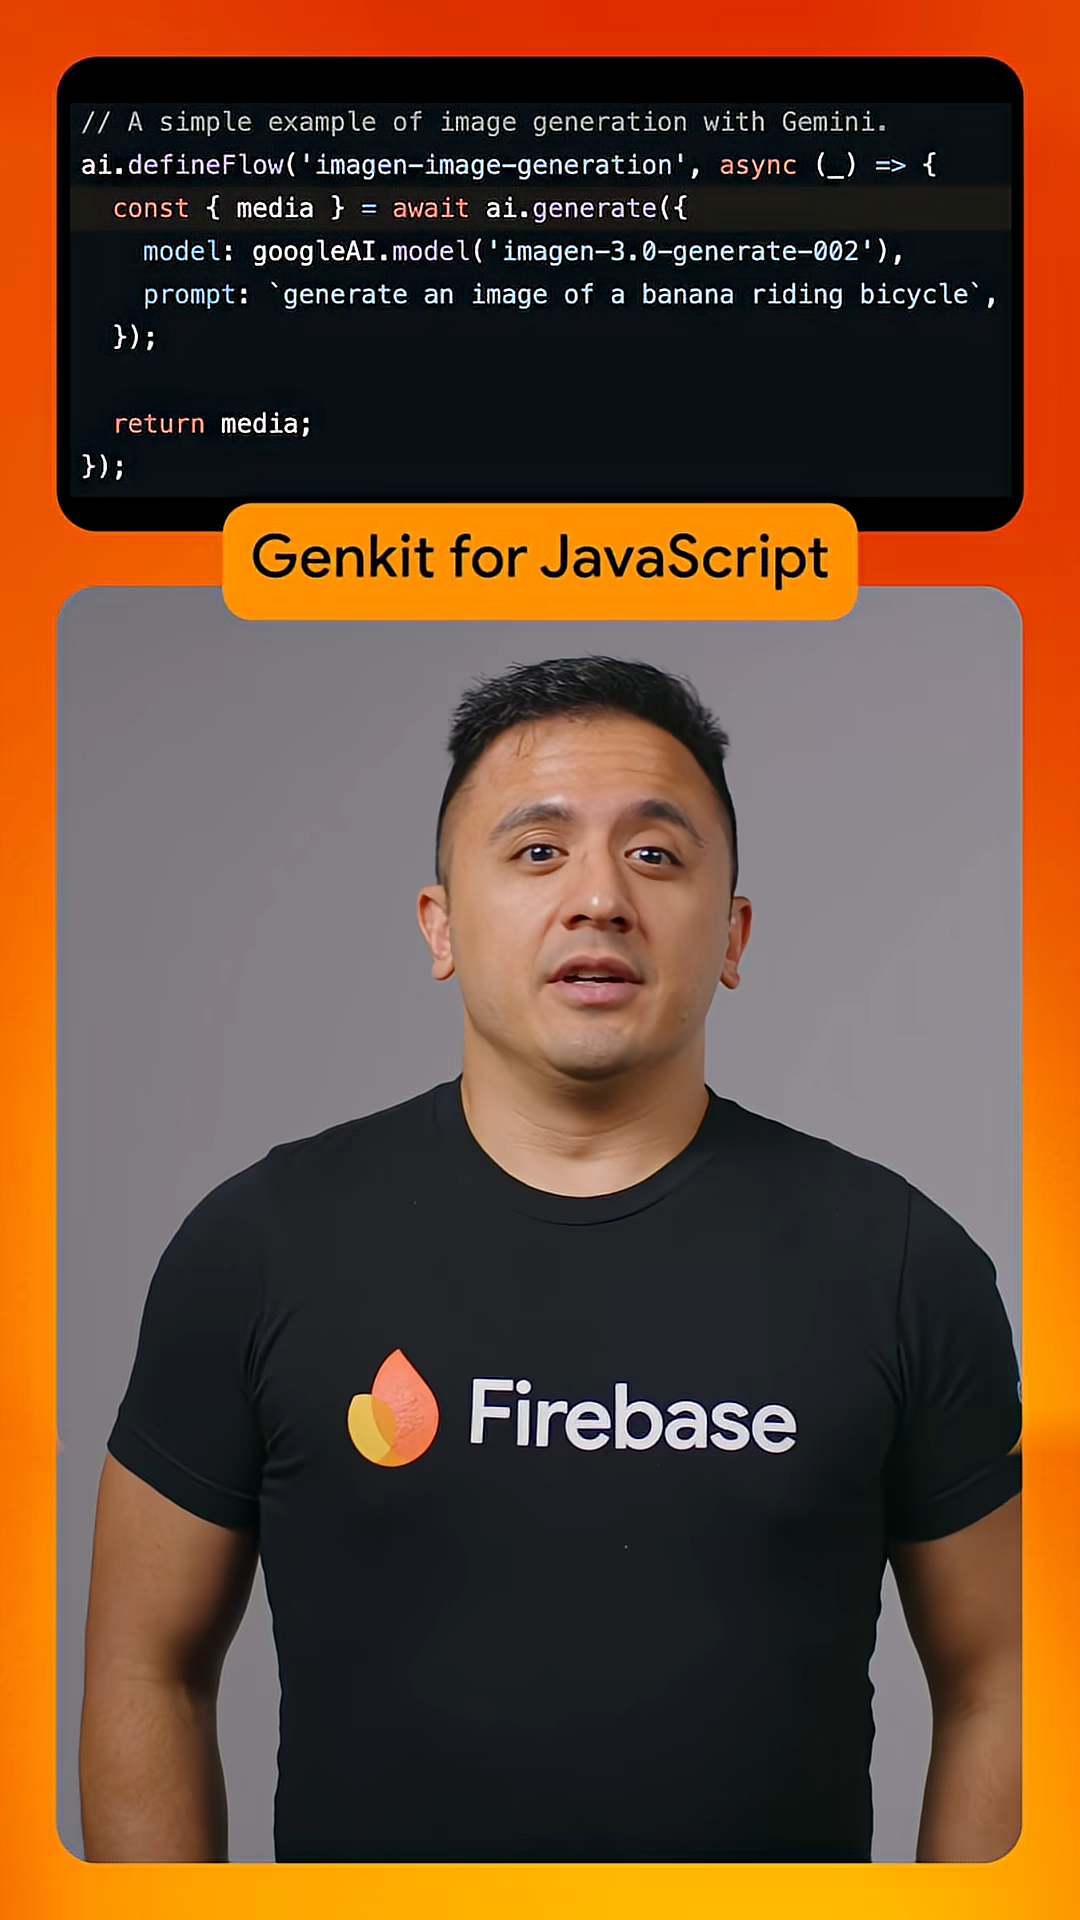 // A simple example of image generation with Gemini.
ai.defineFlow('imagen-image-generation', async (_) => {
  const { media } = await ai.generate({
    model: googleAI.model('imagen-3.0-generate-002'),
    prompt: `generate an image of a banana riding bicycle`,
  });

  return media;
});
Genkit for JavaScript
Firebase